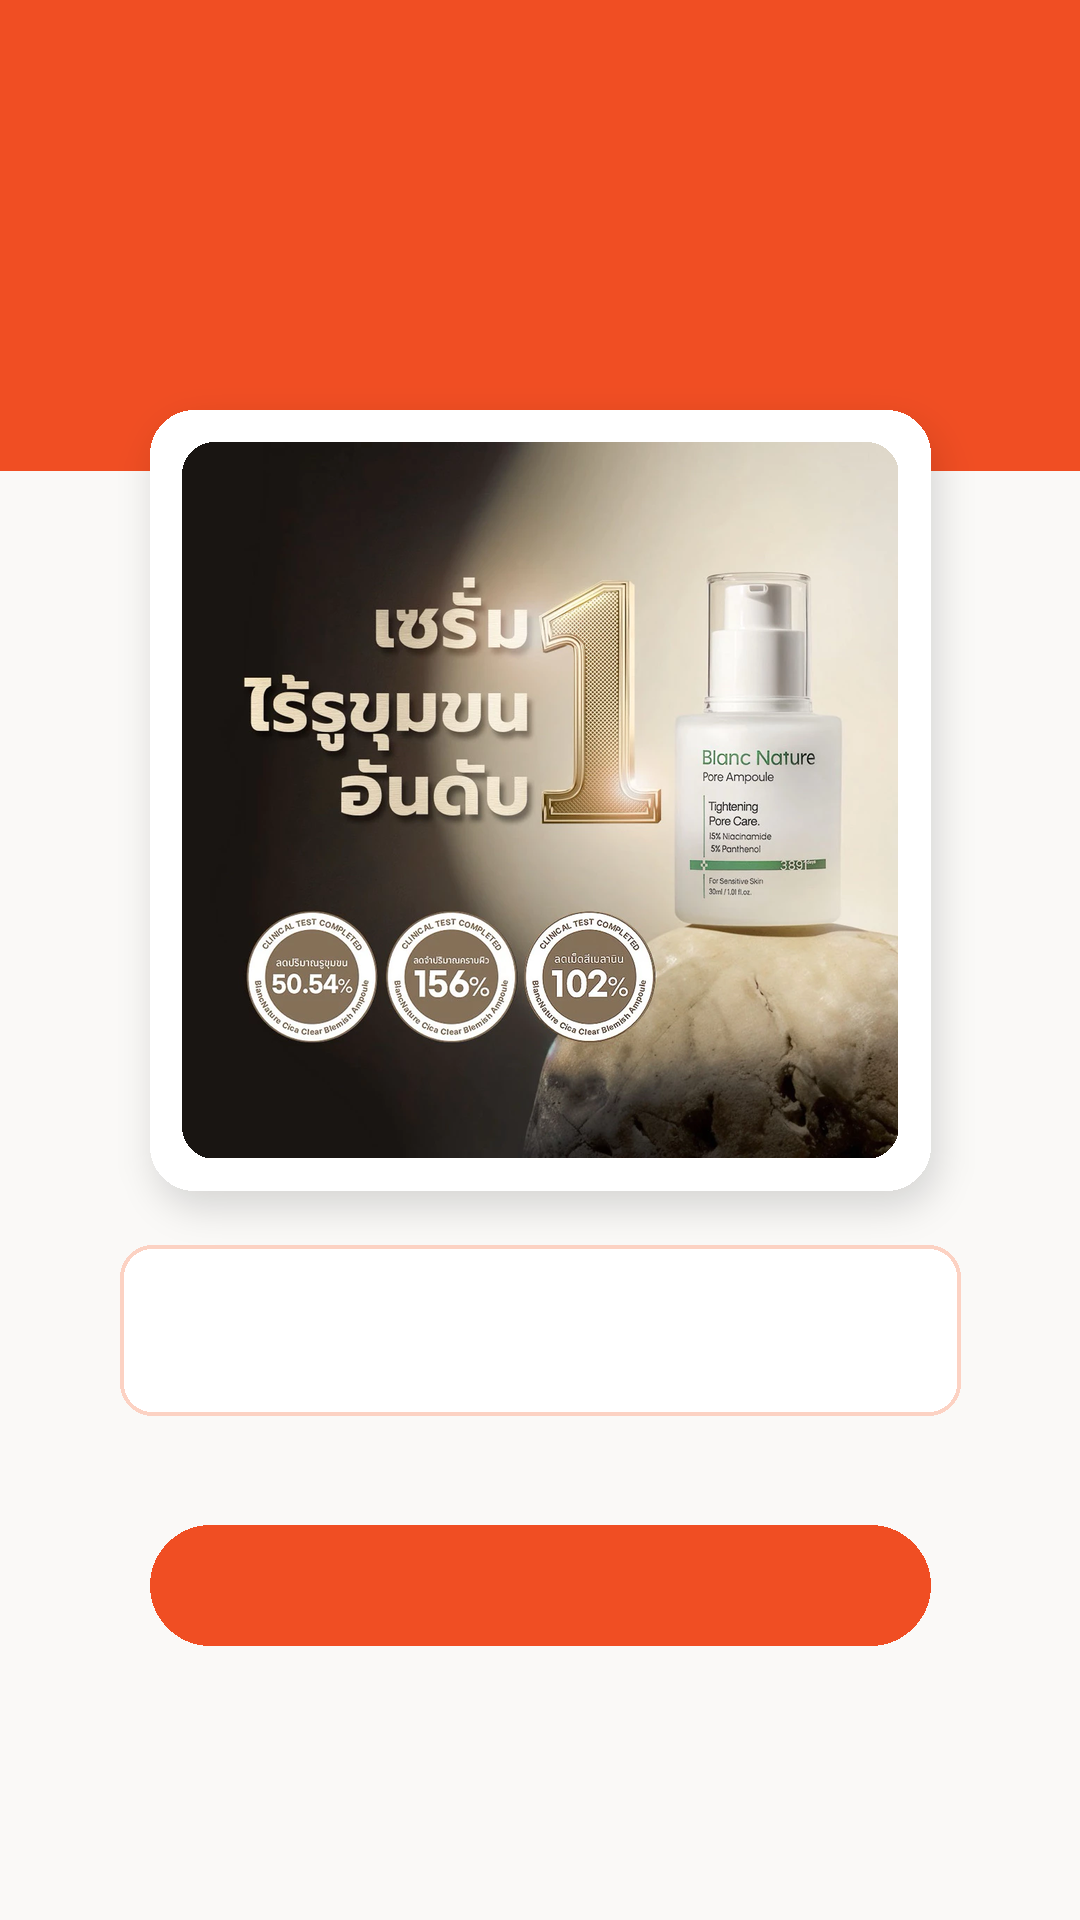 เซรั่ม
ไร้รูขุมขน
อันดับ
1
Blanc Nature
Pore Ampoule
Tightening
Pore Care.
15% Niacinamide
5% Panthenol
For Sensitive Skin
30ml / 1.01 fl.oz.
CLINICAL TEST COMPLETED
ลดปริมาณรูขุมขน
50.54%
BlancNature Cica Clear Blemish Ampoule
CLINICAL TEST COMPLETED
ลดจำปริมาณคราบผิว
156%
BlancNature Cica Clear Blemish Ampoule
CLINICAL TEST COMPLETED
ลดเม็ดสีเมลานิน
102%
BlancNature Cica Clear Blemish Ampoule